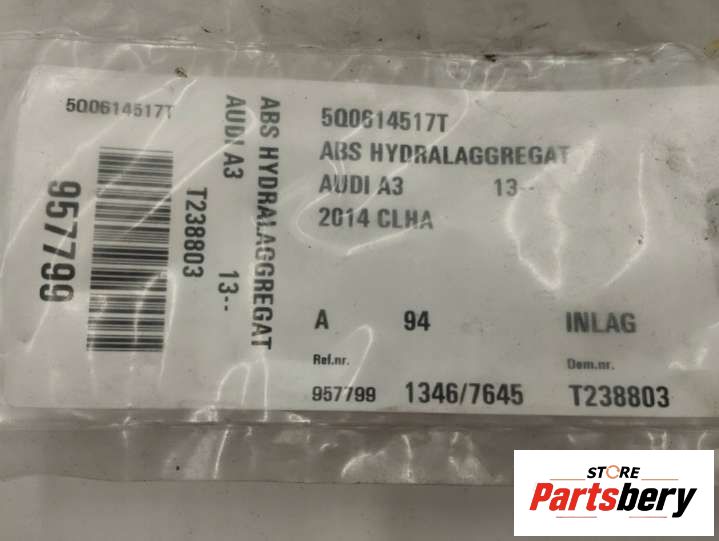 5Q0614517T
957799
T238803
AUDI A3 13--
ABS HYDRALAGGREGAT
5Q0614517T
ABS HYDRALAGGREGAT
AUDI A3 13--
2014 CLHA
A 94 INLAG
Ref.nr. Dem.nr.
957799 1346/7645 T238803
STORE
Partsbery